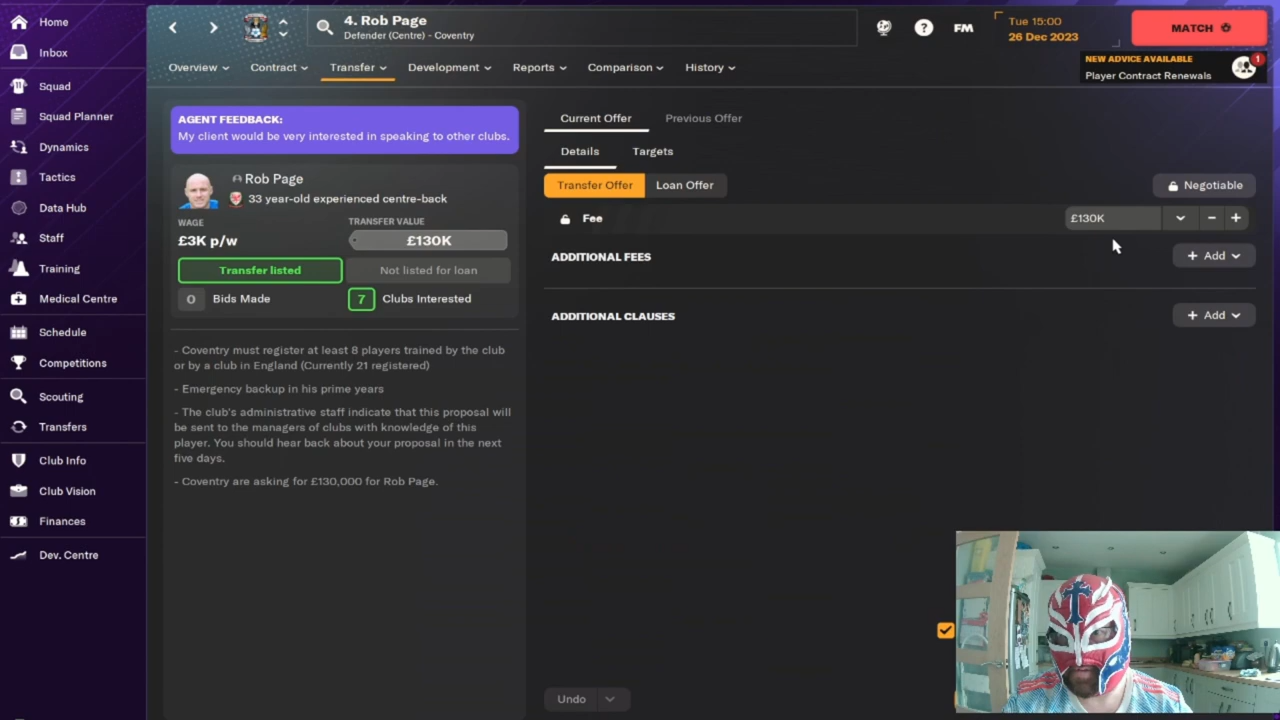 Home
Inbox
Squad
Squad Planner
Dynamics
Tactics
Data Hub
Staff
Training
Medical Centre
Schedule
Competitions
Scouting
Transfers
Club Info
Club Vision
Finances
Dev. Centre
4. Rob Page
Defender (Centre) - Coventry
?
FM
Tue 15:00
26 Dec 2023
MATCH
NEW ADVICE AVAILABLE
Player Contract Renewals
1
Overview
Contract
Transfer
Development
Reports
Comparison
History
AGENT FEEDBACK:
My client would be very interested in speaking to other clubs.
Rob Page
33 year-old experienced centre-back
WAGE
TRANSFER VALUE
£3K p/w
£130K
Transfer listed
Not listed for loan
0 Bids Made
7 Clubs Interested
- Coventry must register at least 8 players trained by the club
or by a club in England (Currently 21 registered)
- Emergency backup in his prime years
- The club's administrative staff indicate that this proposal will
be sent to the managers of clubs with knowledge of this
player. You should hear back about your proposal in the next
five days.
- Coventry are asking for £130,000 for Rob Page.
Current Offer
Previous Offer
Details
Targets
Transfer Offer
Loan Offer
Negotiable
Fee
£130K
- +
ADDITIONAL FEES
+ Add
ADDITIONAL CLAUSES
+ Add
Undo